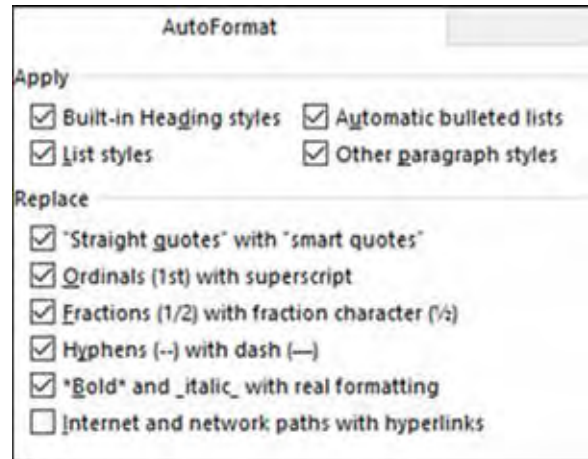 AutoFormat
Apply
Built-in Heading styles Automatic bulleted lists
List styles Other paragraph styles
Replace
"Straight quotes" with “smart quotes”
Ordinals (1st) with superscript
Fractions (1/2) with fraction character (½)
Hyphens (--) with dash (—)
*Bold* and _italic_ with real formatting
Internet and network paths with hyperlinks